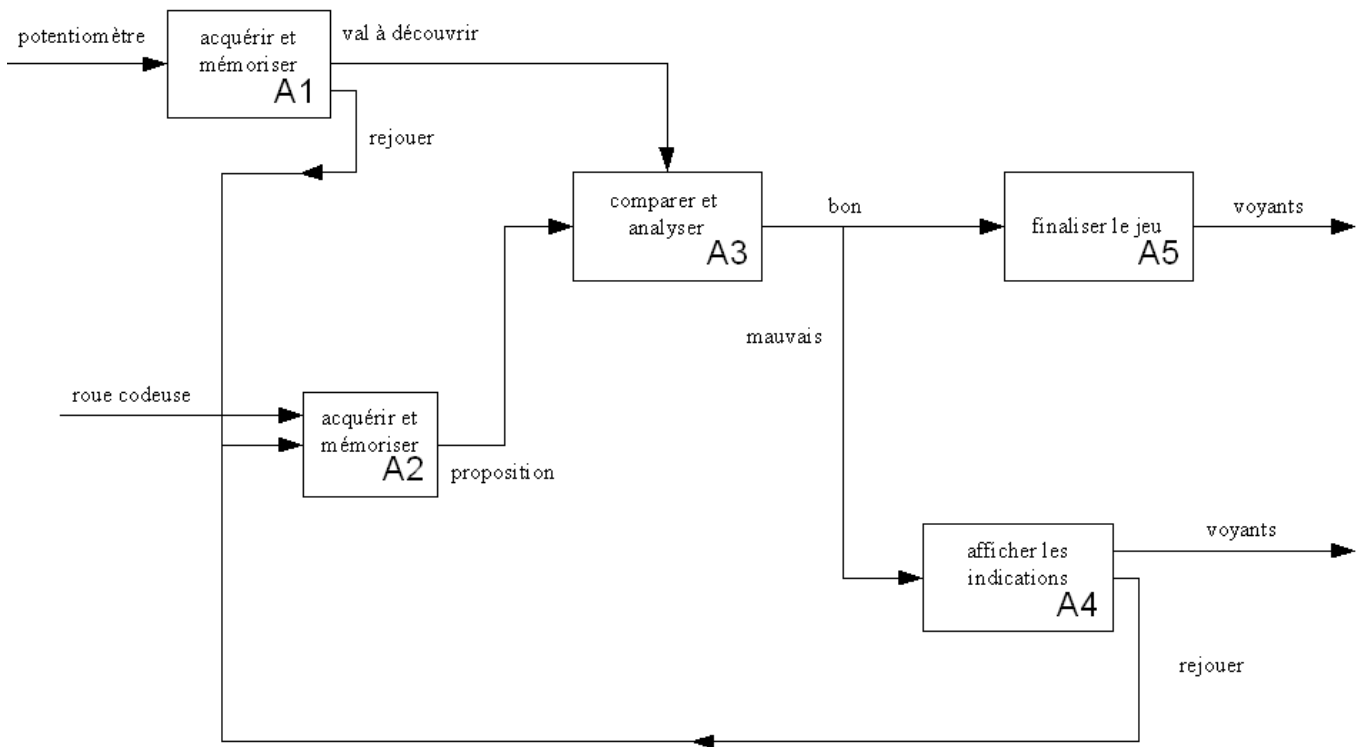 potentiomètre
acquérir et
mémoriser
A1
val à découvrir
rejouer
comparer et
analyser
A3
bon
finaliser le jeu
A5
voyants
mauvais
roue codeuse
acquérir et
mémoriser
A2
proposition
afficher les
indications
A4
voyants
rejouer